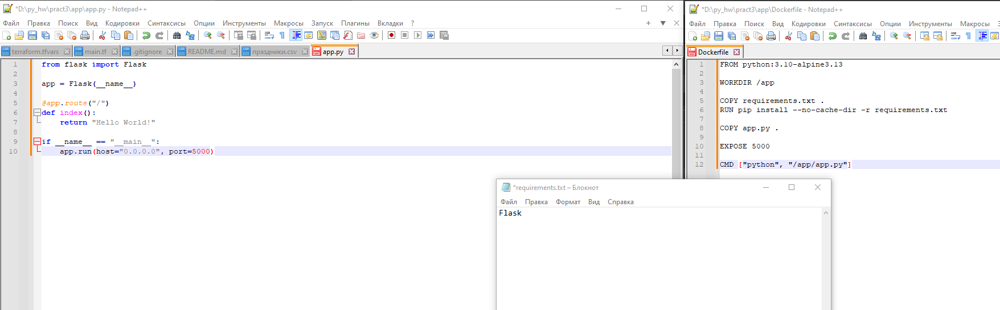 *D:\py_hw\pract3\app\app.py - Notepad++
Файл Правка Поиск Вид Кодировки Синтаксисы Опции Инструменты Макросы Запуск Плагины Вкладки ?
terraform.tfvars main.tf .gitignore README.md праздники.csv app.py
1 from flask import Flask
2
3 app = Flask(__name__)
4
5 @app.route("/")
6 def index():
7 return "Hello World!"
8
9 if __name__ == "__main__":
10 app.run(host="0.0.0.0", port=5000)
*D:\py_hw\pract3\app\Dockerfile - Notepad++
Файл Правка Поиск Вид Кодировки Синтаксисы Опции Инструменты Макросы
Dockerfile
1 FROM python:3.10-alpine3.13
2
3 WORKDIR /app
4
5 COPY requirements.txt .
6 RUN pip install --no-cache-dir -r requirements.txt
7
8 COPY app.py .
9
10 EXPOSE 5000
11
12 CMD ["python", "/app/app.py"]
*requirements.txt – Блокнот
Файл Правка Формат Вид Справка
Flask